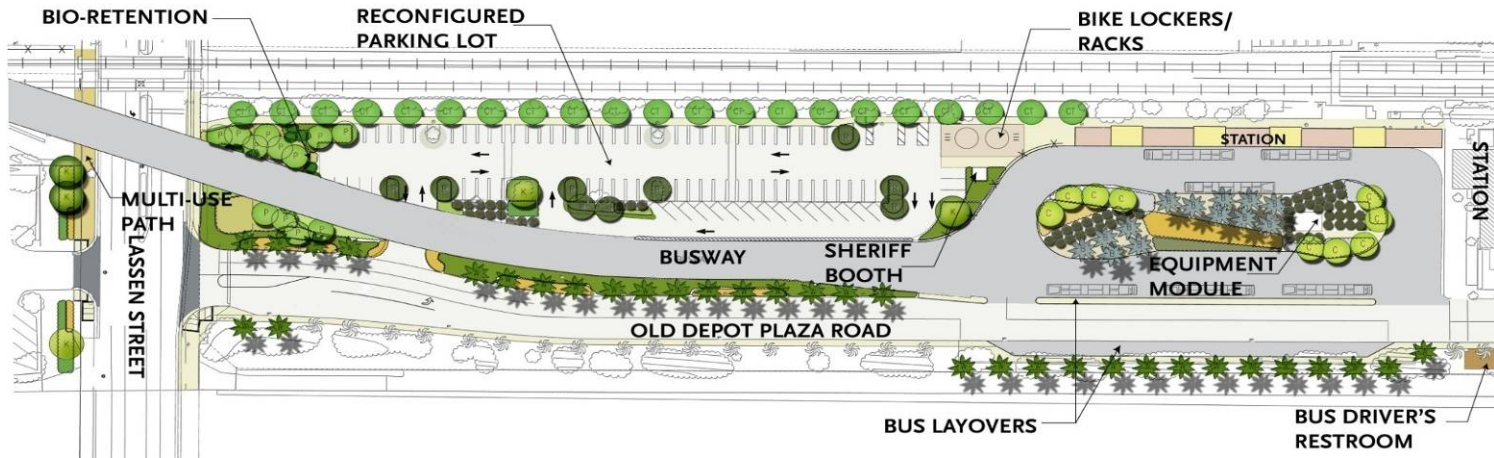 BIO-RETENTION
RECONFIGURED
PARKING LOT
BIKE LOCKERS/
RACKS
STATION
STATION
MULTI-USE
PATH
LASSEN STREET
BUSWAY
SHERIFF
BOOTH
EQUIPMENT
MODULE
OLD DEPOT PLAZA ROAD
BUS LAYOVERS
BUS DRIVER'S
RESTROOM